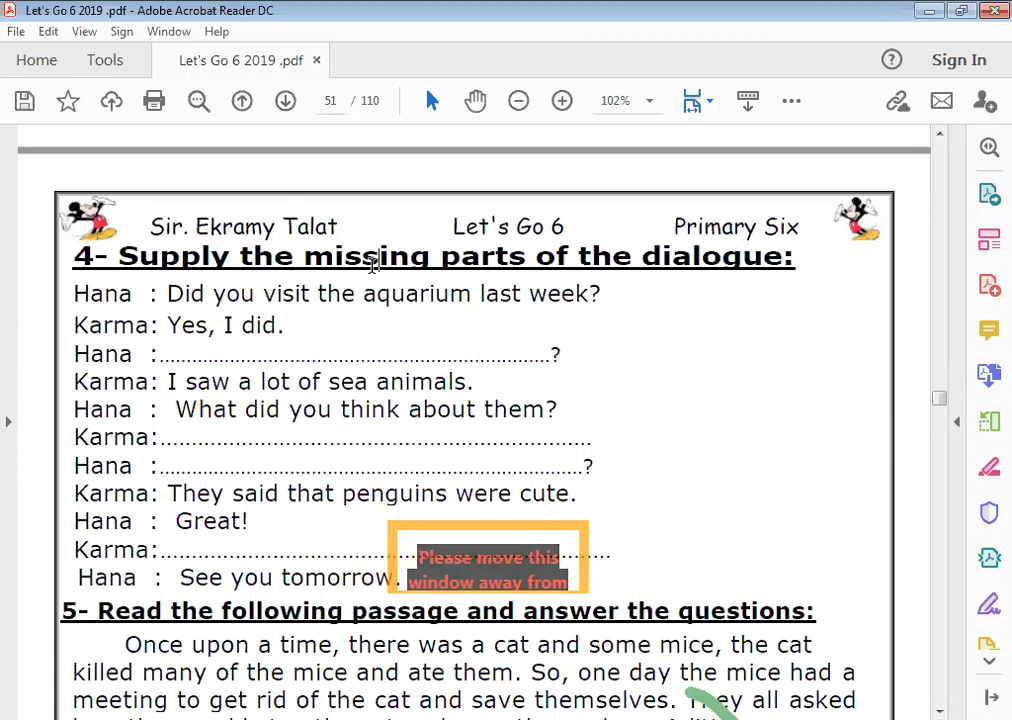 Let's Go 6 2019 .pdf - Adobe Acrobat Reader DC
File Edit View Sign Window Help
Home Tools Let's Go 6 2019 .pdf × ? Sign In
51 / 110 102%
Sir. Ekramy Talat Let's Go 6 Primary Six
4- Supply the missing parts of the dialogue:
Hana : Did you visit the aquarium last week?
Karma: Yes, I did.
Hana :........................................................................?
Karma: I saw a lot of sea animals.
Hana : What did you think about them?
Karma:....................................................................
Hana :..............................................................................?
Karma: They said that penguins were cute.
Hana : Great!
Karma:.......................................................................
Please move this
window away from
Hana : See you tomorrow.
5- Read the following passage and answer the questions:
Once upon a time, there was a cat and some mice, the cat
killed many of the mice and ate them. So, one day the mice had a
meeting to get rid of the cat and save themselves. They all asked